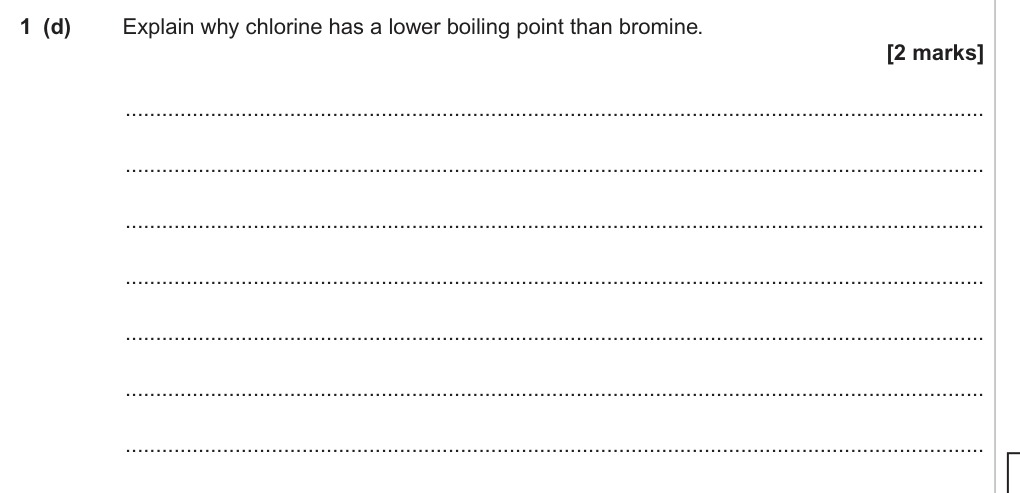 1 (d) Explain why chlorine has a lower boiling point than bromine.
[2 marks]